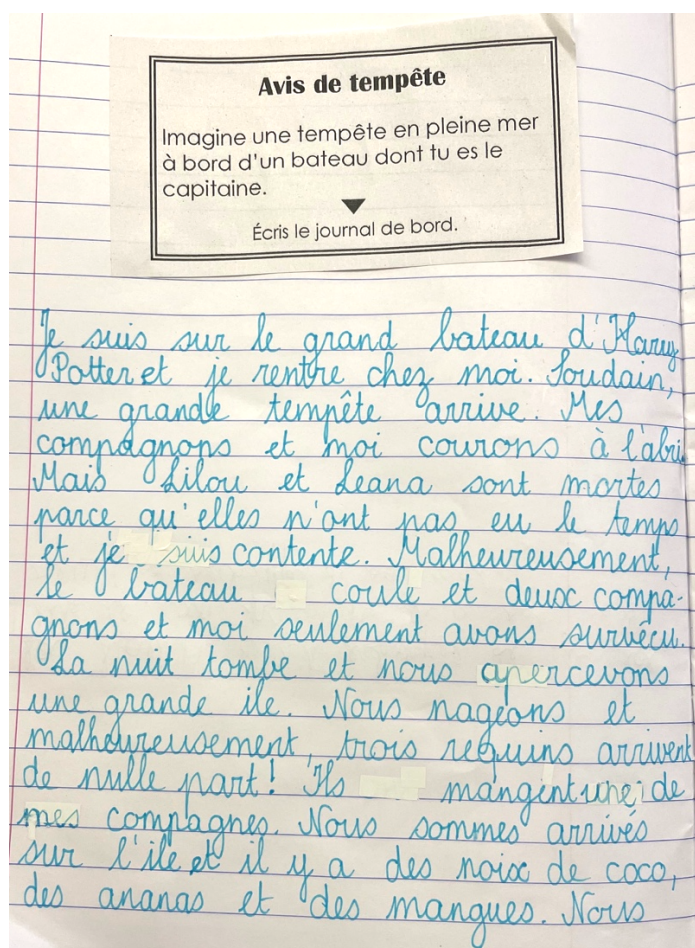 Avis de tempête
Imagine une tempête en pleine mer
à bord d'un bateau dont tu es le
capitaine.
Écris le journal de bord.
Je suis sur le grand bateau d'Harry
Potter et je rentre chez moi. Soudain,
une grande tempête arrive. Mes
compagnons et moi courons à l'abri.
Mais Lilou et Leana sont mortes
parce qu'elles n'ont pas eu le temps
et je suis contente. Malheureusement,
le bateau coule et deux compa-
gnons et moi seulement avons survécu.
La nuit tombe et nous apercevons
une grande ile. Nous nageons et
malheureusement, trois requins arrivent
de nulle part! Ils mangent une de
mes compagnes. Nous sommes arrivés
sur l'ile et il y a des noix de coco,
des ananas et des mangues. Nous